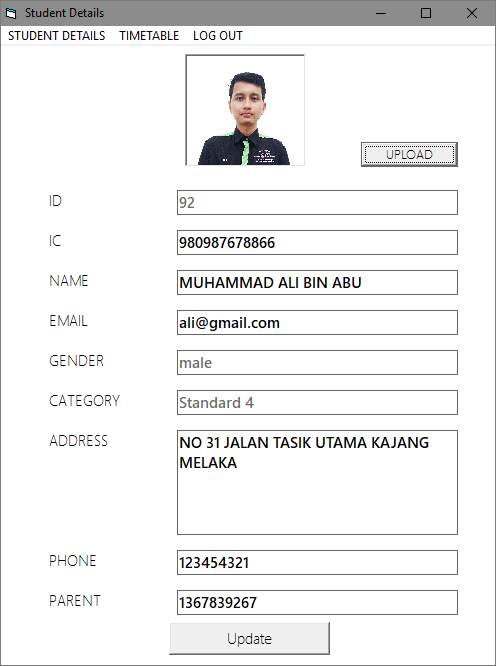 Student Details
STUDENT DETAILS TIMETABLE LOG OUT
UPLOAD
ID 92
IC 980987678866
NAME MUHAMMAD ALI BIN ABU
EMAIL ali@gmail.com
GENDER male
CATEGORY Standard 4
ADDRESS NO 31 JALAN TASIK UTAMA KAJANG
MELAKA
PHONE 123454321
PARENT 1367839267
Update